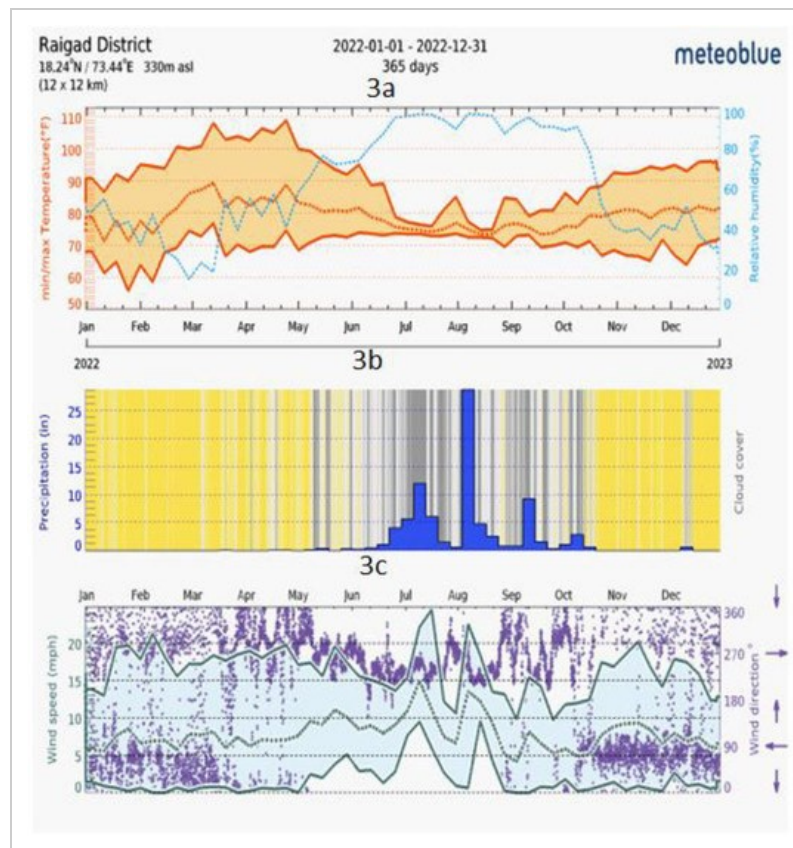 Raigad District
18.24°N / 73.44°E 330m asl
(12 x 12 km)
2022-01-01 - 2022-12-31
365 days
meteoblue
3a
min/max Temperature(°F)
110
100
90
80
70
60
50
Relative humidity(%)
100
80
60
40
20
0
Jan Feb Mar Apr May Jun Jul Aug Sep Oct Nov Dec
2022 2023
3b
Precipitation (in)
25
20
15
10
5
0
Cloud cover
3c
Jan Feb Mar Apr May Jun Jul Aug Sep Oct Nov Dec
Wind speed (mph)
20
15
10
5
0
Wind direction°
360
270
180
90
0